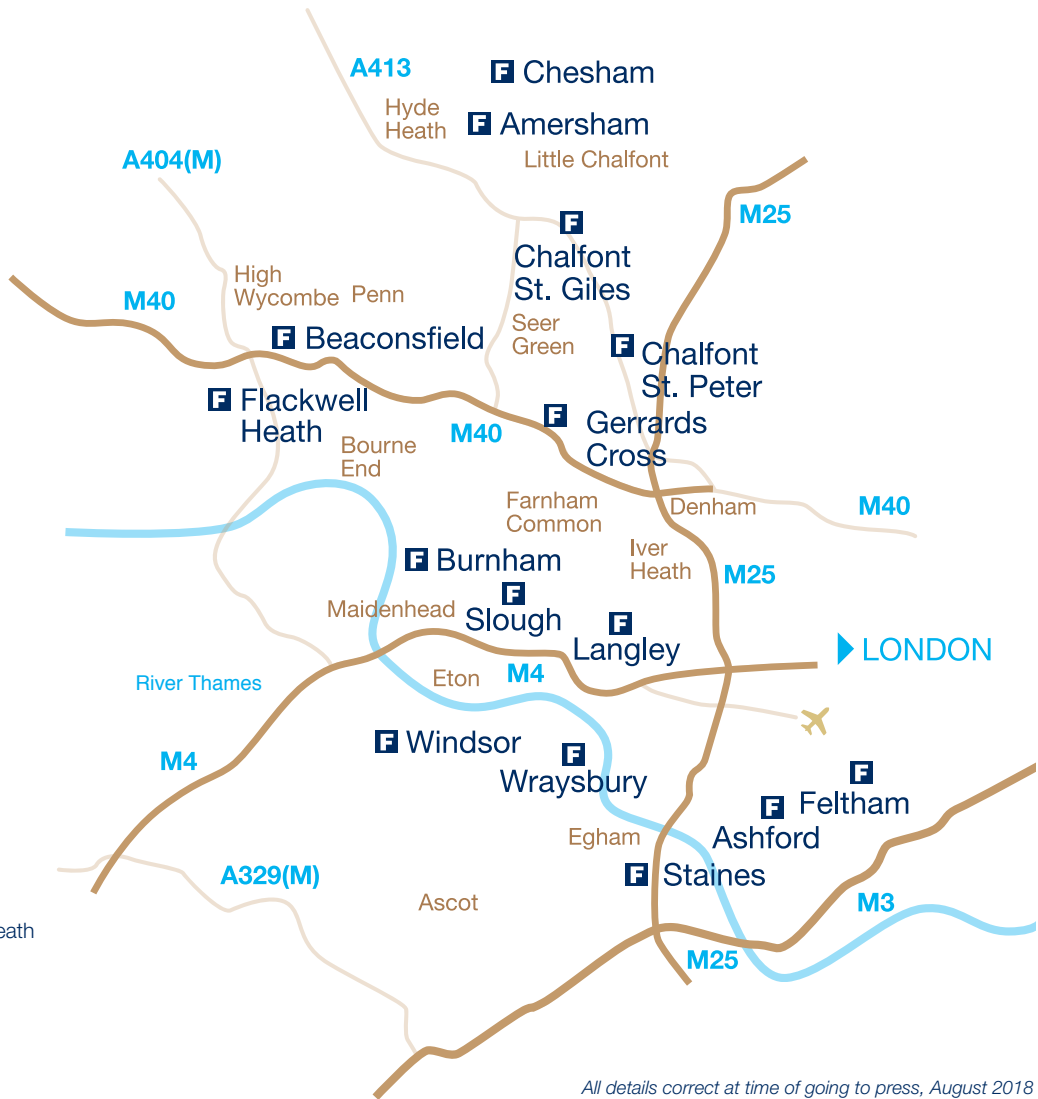 A413
F Chesham
Hyde
Heath
F Amersham
Little Chalfont
A404(M)
M25
F
Chalfont
St. Giles
High
Wycombe
Penn
M40
Seer
Green
F Beaconsfield
F Chalfont
St. Peter
F Flackwell
Heath
F Gerrards
Cross
M40
Bourne
End
Farnham
Common
Denham
M40
Iver
Heath
F Burnham
M25
F
Slough
Maidenhead
F
Langley
LONDON
River Thames
Eton
M4
F Windsor
F
Wraysbury
M4
F
Feltham
F
Ashford
Egham
F Staines
A329(M)
Ascot
M3
eath
M25
All details correct at time of going to press, August 2018